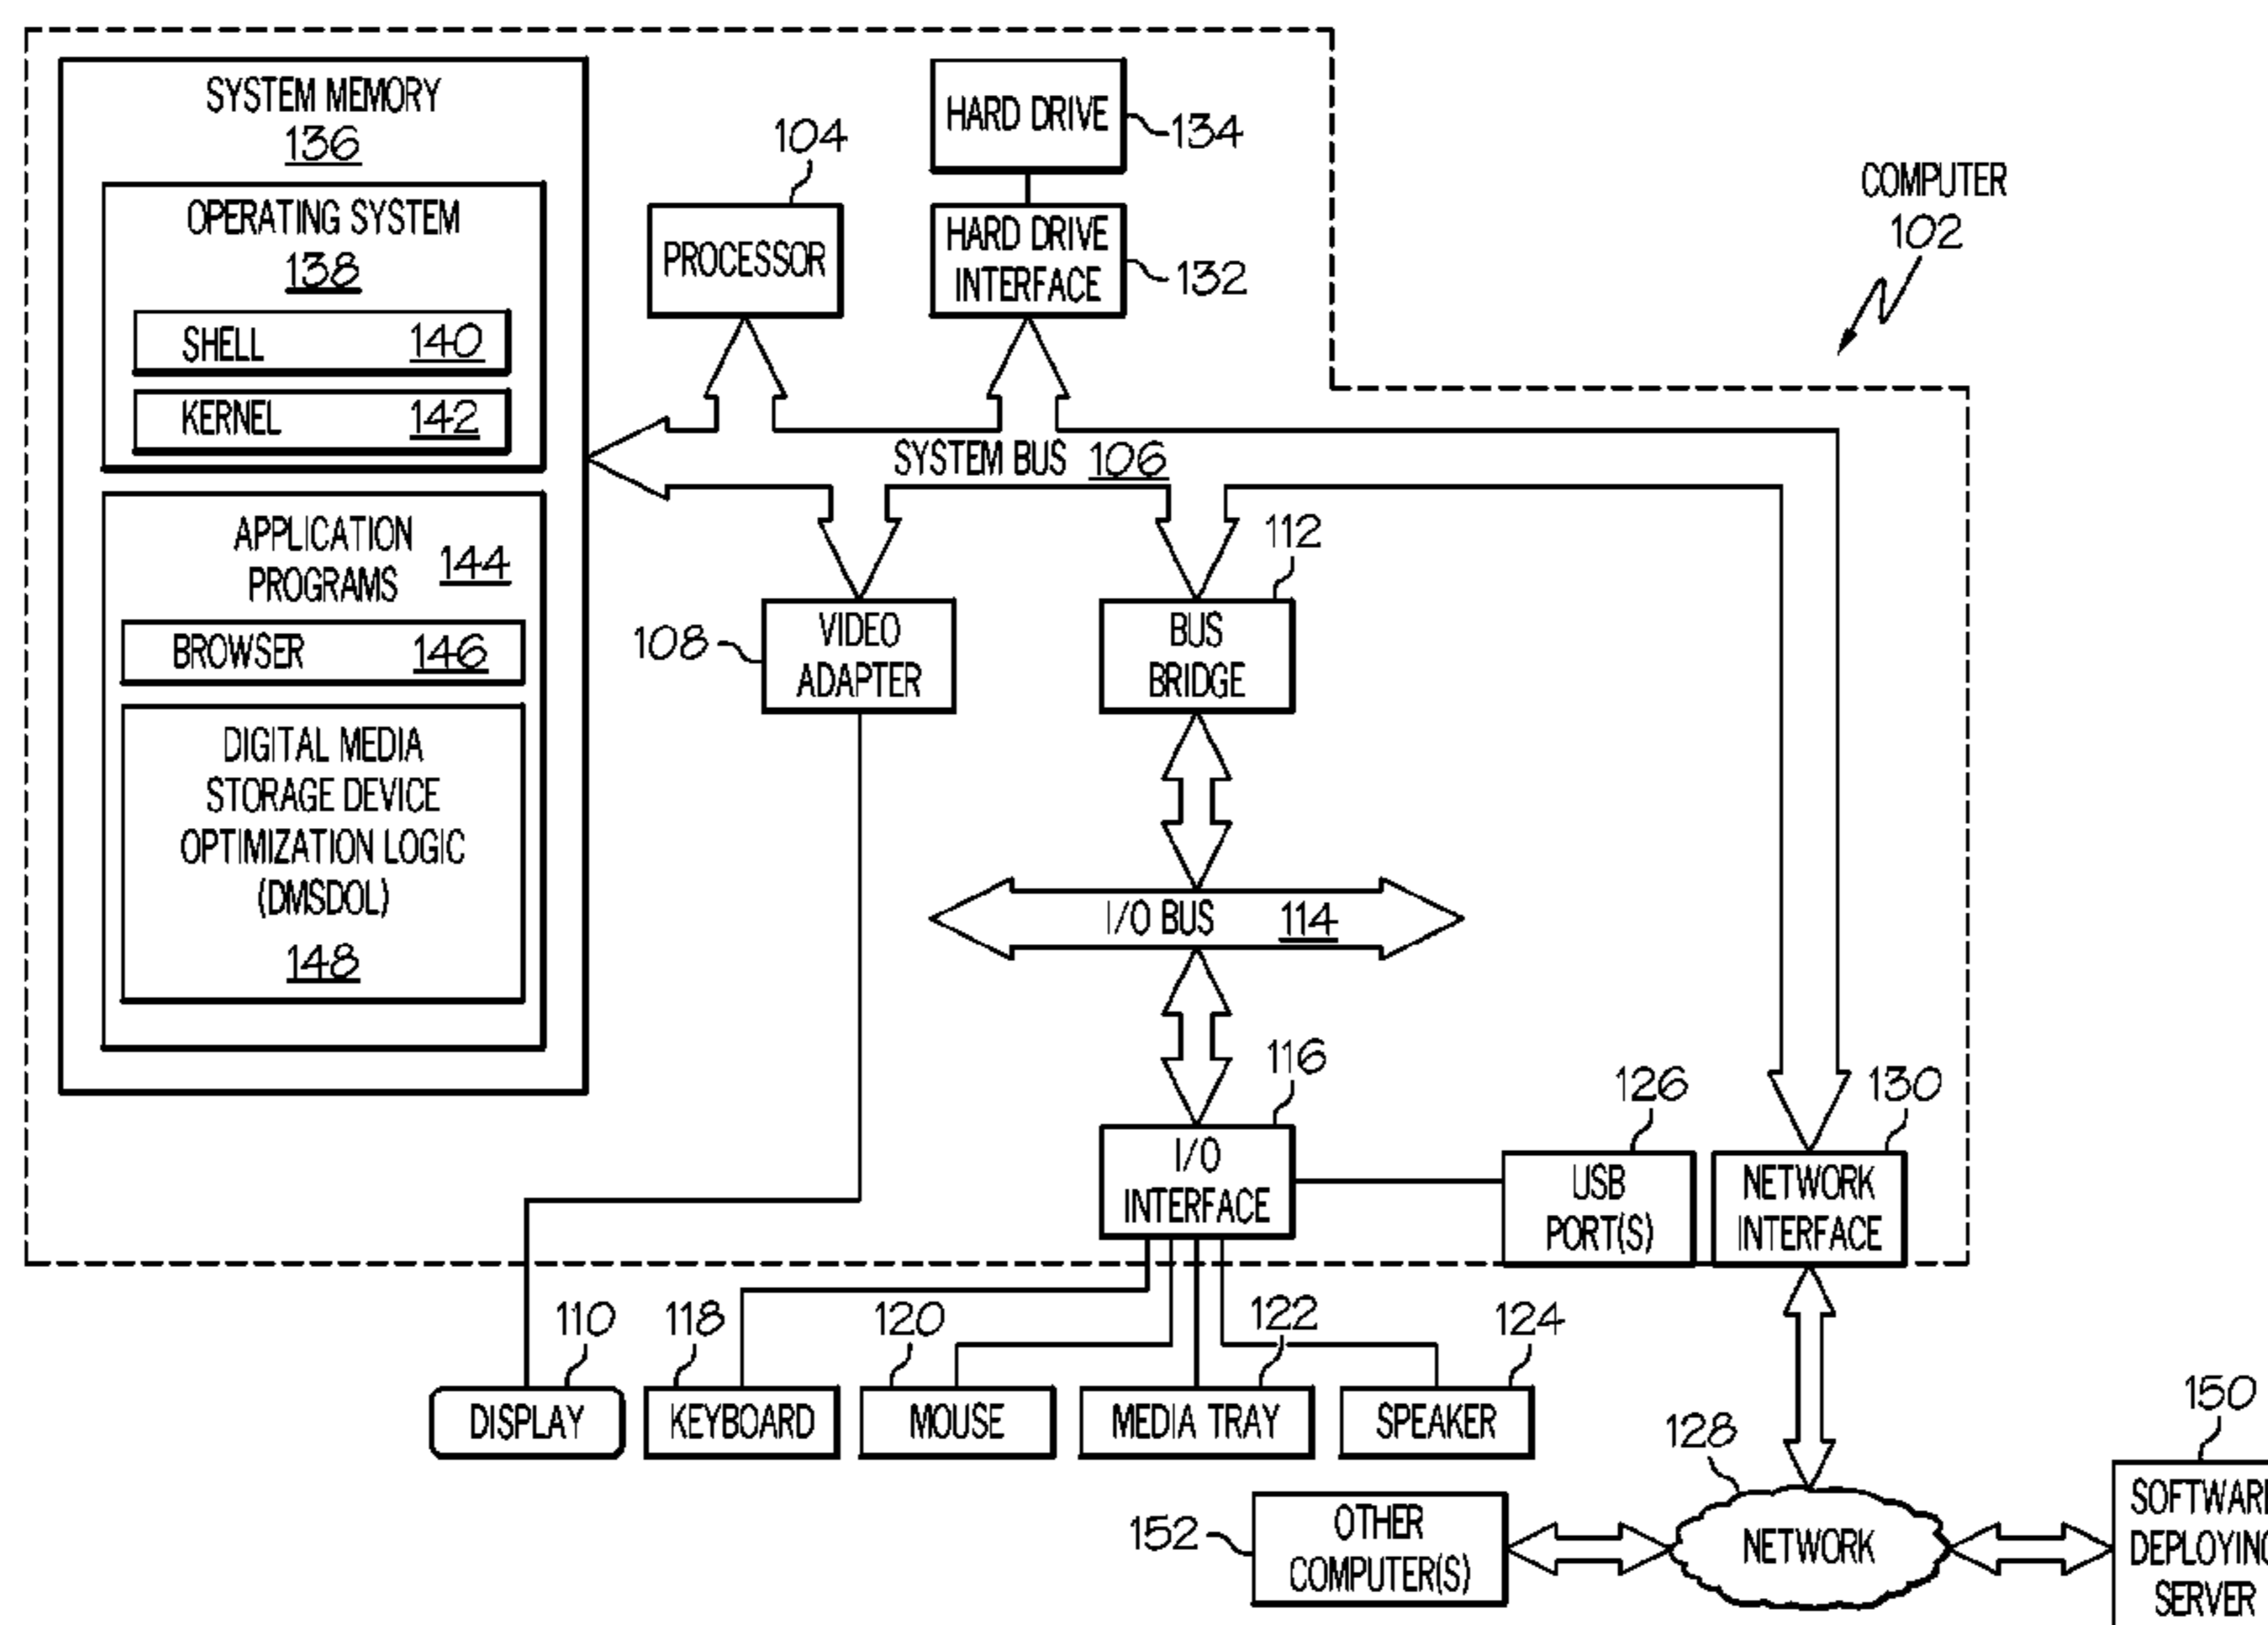 SYSTEM MEMORY
136
OPERATING SYSTEM
138
SHELL 140
KERNEL 142
APPLICATION
PROGRAMS 144
BROWSER 146
DIGITAL MEDIA
STORAGE DEVICE
OPTIMIZATION LOGIC
(DMSDOL)
148
104
PROCESSOR
HARD DRIVE
134
HARD DRIVE
INTERFACE
132
COMPUTER
102
SYSTEM BUS 106
108
VIDEO
ADAPTER
112
BUS
BRIDGE
I/O BUS 114
116
I/O
INTERFACE
126
USB
PORT(S)
130
NETWORK
INTERFACE
110
DISPLAY
118
KEYBOARD
120
MOUSE
122
MEDIA TRAY
124
SPEAKER
152
OTHER
COMPUTER(S)
128
NETWORK
150
SOFTWARE
DEPLOYING
SERVER